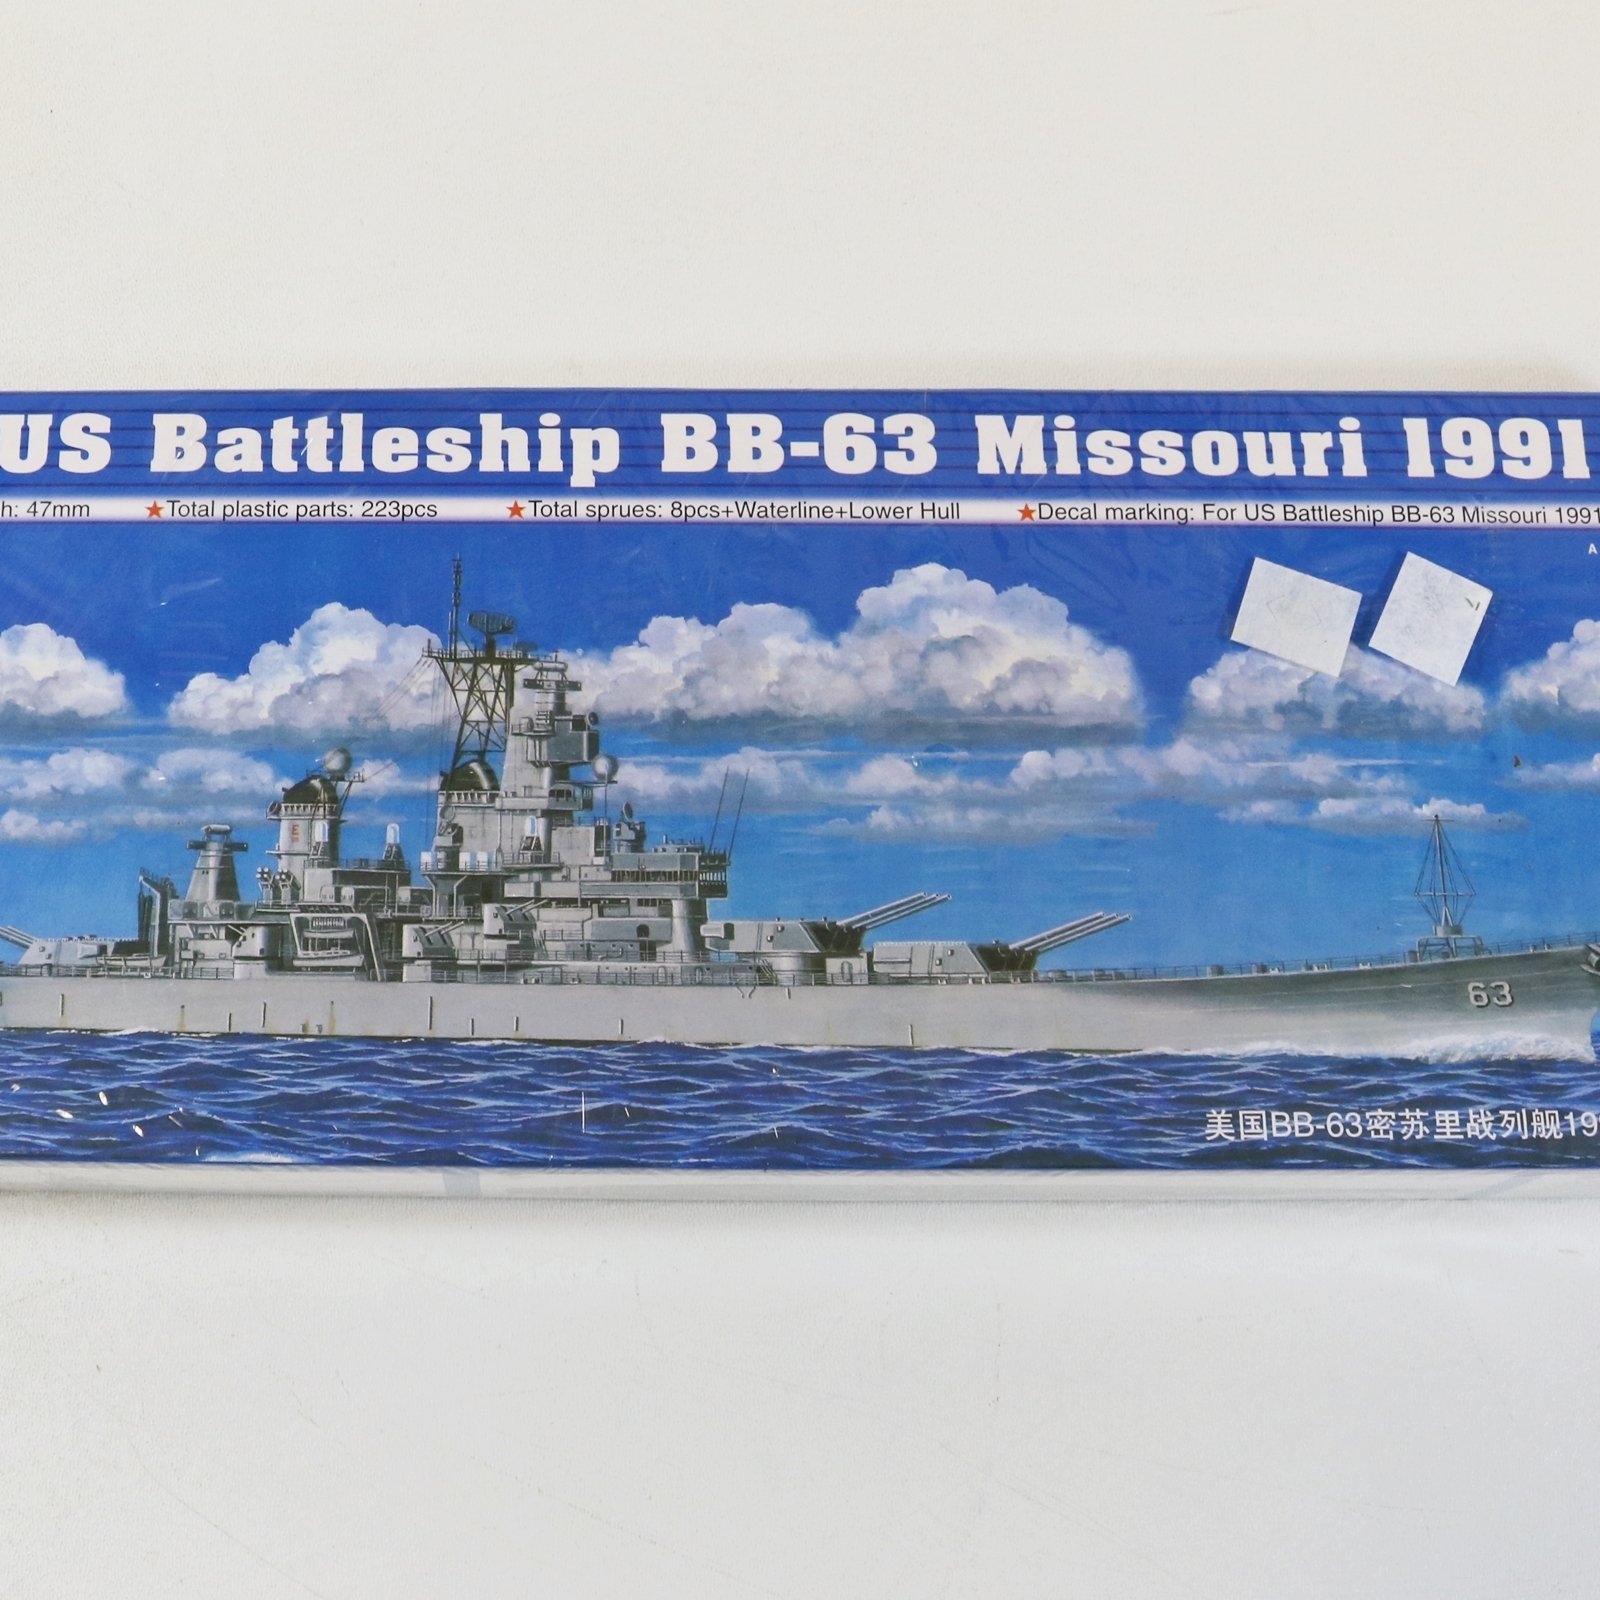 US Battleship BB-63 Missouri 1991
h: 47mm ★Total plastic parts: 223pcs ★Total sprues: 8pcs+Waterline+Lower Hull ★Decal marking: For US Battleship BB-63 Missouri 1991
A
E
63
美国BB-63密苏里战列舰19